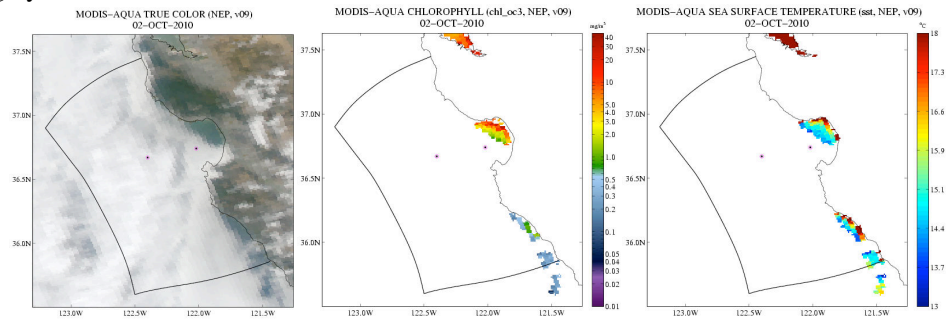 MODIS-AQUA TRUE COLOR (NEP, v09)
02-OCT-2010
37.5N
37.0N
36.5N
36.0N
123.0W
122.5W
122.0W
121.5W
MODIS-AQUA CHLOROPHYLL (chl_oc3, NEP, v09)
02-OCT-2010
mg/m³
37.5N
37.0N
36.5N
36.0N
123.0W
122.5W
122.0W
121.5W
40
30
20
10
5.0
4.0
3.0
2.0
1.0
0.5
0.4
0.3
0.2
0.1
0.05
0.04
0.03
0.02
0.01
MODIS-AQUA SEA SURFACE TEMPERATURE (sst, NEP, v09)
02-OCT-2010
°C
37.5N
37.0N
36.5N
36.0N
123.0W
122.5W
122.0W
121.5W
18
17.3
16.6
15.9
15.1
14.4
13.7
13